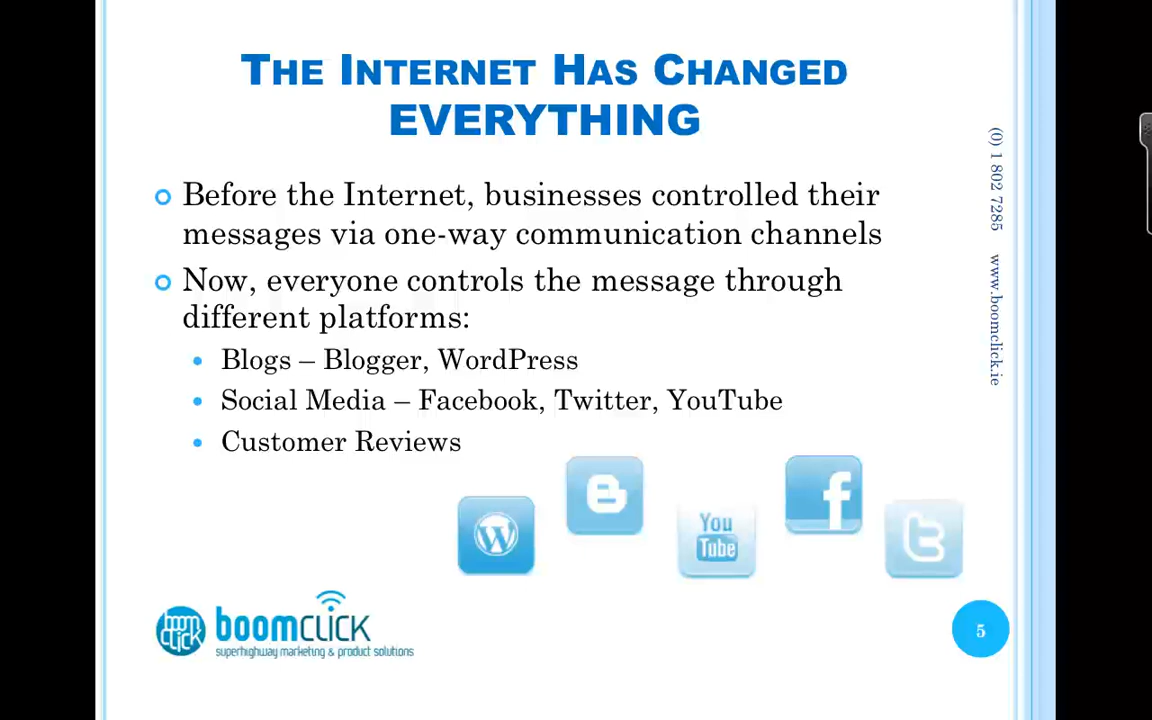 THE INTERNET HAS CHANGED
EVERYTHING
Before the Internet, businesses controlled their
messages via one-way communication channels
Now, everyone controls the message through
different platforms:
Blogs – Blogger, WordPress
Social Media – Facebook, Twitter, YouTube
Customer Reviews
(0) 1 802 7285 www.boomclick.ie
You
Tube
boom
click
boomclick
superhighway marketing & product solutions
5